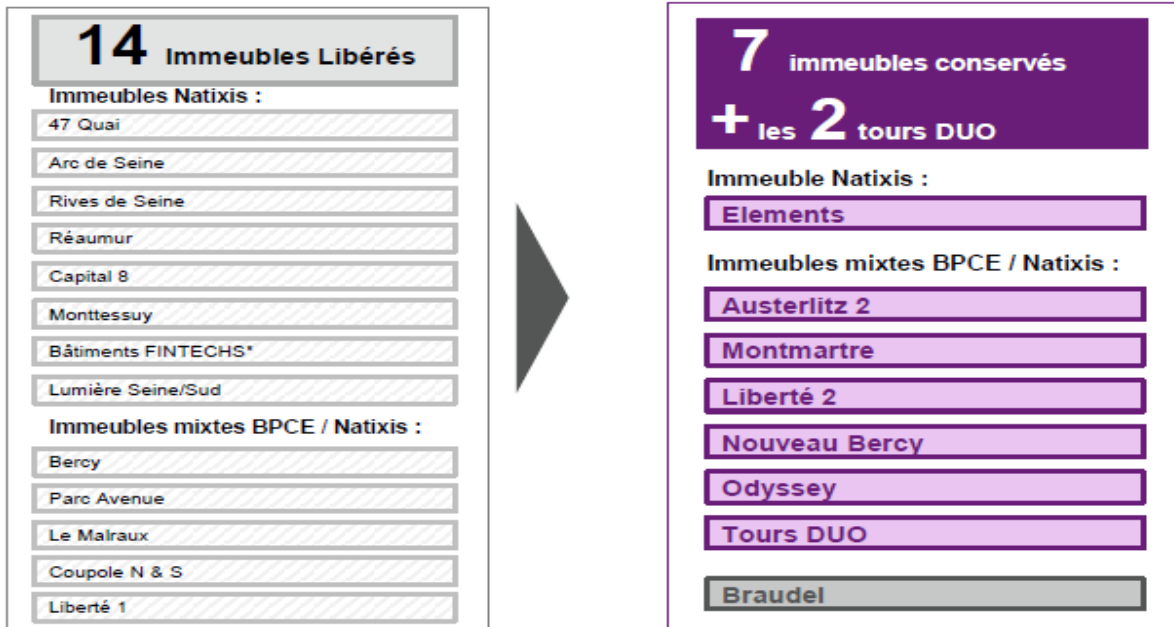 14 Immeubles Libérés
Immeubles Natixis :
47 Quai
Arc de Seine
Rives de Seine
Réaumur
Capital 8
Monttessuy
Bâtiments FINTECHS*
Lumière Seine/Sud
Immeubles mixtes BPCE / Natixis :
Bercy
Parc Avenue
Le Malraux
Coupole N & S
Liberté 1
7 immeubles conservés
+ les 2 tours DUO
Immeuble Natixis :
Elements
Immeubles mixtes BPCE / Natixis :
Austerlitz 2
Montmartre
Liberté 2
Nouveau Bercy
Odyssey
Tours DUO
Braudel